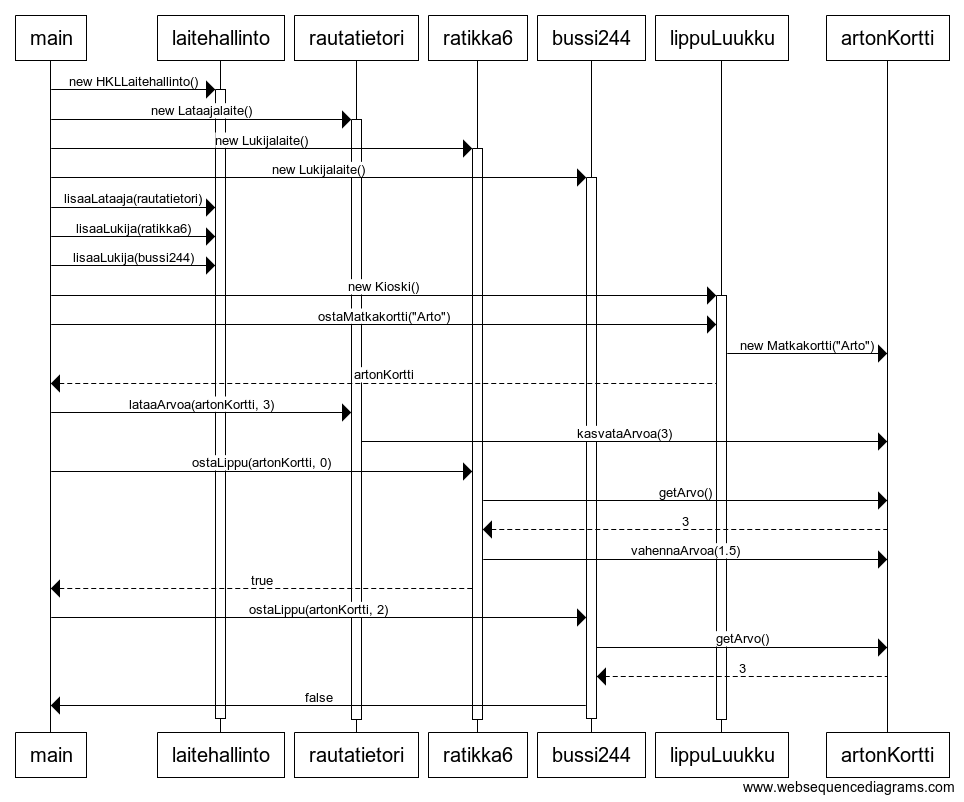 main laitehallinto rautatietori ratikka6 bussi244 lippuLuukku artonKortti
new HKLLaitehallinto()
new Lataajalaite()
new Lukijalaite()
new Lukijalaite()
lisaaLataaja(rautatietori)
lisaaLukija(ratikka6)
lisaaLukija(bussi244)
new Kioski()
ostaMatkakortti("Arto")
new Matkakortti("Arto")
artonKortti
lataaArvoa(artonKortti, 3)
kasvataArvoa(3)
ostaLippu(artonKortti, 0)
getArvo()
3
vahennaArvoa(1.5)
true
ostaLippu(artonKortti, 2)
getArvo()
3
false
main laitehallinto rautatietori ratikka6 bussi244 lippuLuukku artonKortti
www.websequencediagrams.com